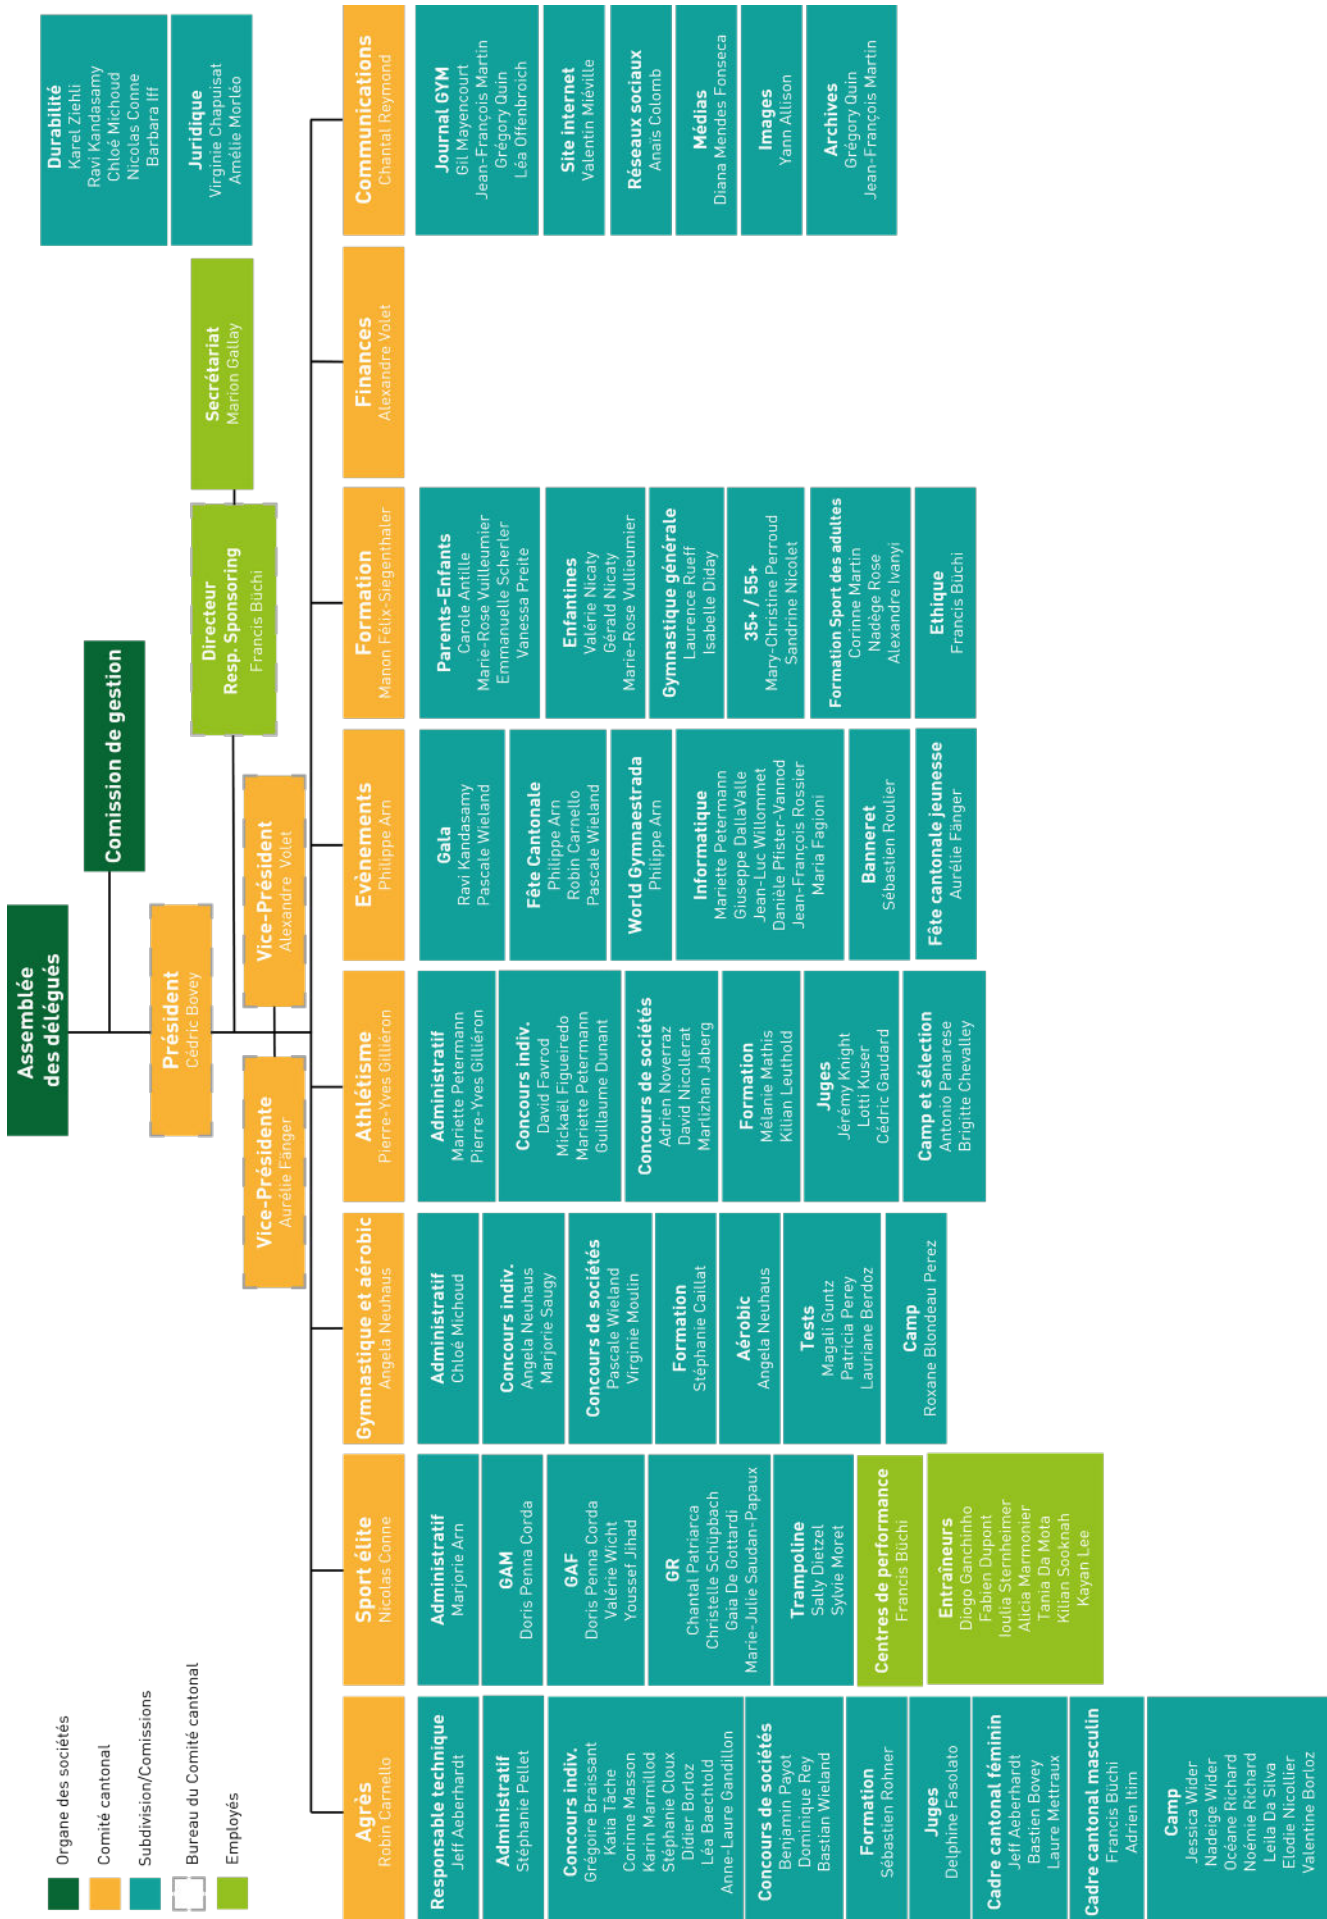 Organe des sociétés
Comité cantonal
Subdivision/Comissions
Bureau du Comité cantonal
Employés
Assemblée
des délégués
Comission de gestion
Président
Cédric Bovey
Vice-Présidente
Aurélie Fänger
Vice-Président
Alexandre Volet
Directeur
Resp. Sponsoring
Francis Büchi
Secrétariat
Marion Gallay
Durabilité
Karel Ziehli
Ravi Kandasamy
Chloé Michoud
Nicolas Conne
Barbara Iff
Juridique
Virginie Chapuisat
Amélie Morléo
Agrès
Robin Carnello
Responsable technique
Jeff Aeberhardt
Administratif
Stéphanie Pellet
Concours indiv.
Grégoire Braissant
Katia Tâche
Corinne Masson
Karin Marmillod
Stéphanie Cloux
Didier Borloz
Léa Baechtold
Anne-Laure Gandillon
Concours de sociétés
Benjamin Payot
Dominique Rey
Bastian Wieland
Formation
Sébastien Rohner
Juges
Delphine Fasolato
Cadre cantonal féminin
Jeff Aeberhardt
Bastien Bovey
Laure Mettraux
Cadre cantonal masculin
Francis Büchi
Adrien Itim
Camp
Jessica Wider
Nadeige Wider
Océane Richard
Noémie Richard
Leila Da Silva
Elodie Nicollier
Valentine Borloz
Sport élite
Nicolas Conne
Administratif
Marjorie Arn
GAM
Doris Penna Corda
GAF
Doris Penna Corda
Valérie Wicht
Youssef Jihad
GR
Chantal Patriarca
Christelle Schüpbach
Gaia De Gottardi
Marie-Julie Saudan-Papaux
Trampoline
Sally Dietzel
Sylvie Moret
Centres de performance
Francis Büchi
Entraîneurs
Diogo Ganchinho
Fabien Dupont
Ioulia Sternheimer
Alicia Marmonier
Tania Da Mota
Kilian Sooknah
Kayan Lee
Gymnastique et aérobic
Angela Neuhaus
Administratif
Chloé Michoud
Concours indiv.
Angela Neuhaus
Marjorie Saugy
Concours de sociétés
Pascale Wieland
Virginie Moulin
Formation
Stéphanie Caillat
Aérobic
Angela Neuhaus
Tests
Magali Guntz
Patricia Perey
Lauriane Berdoz
Camp
Roxane Blondeau Perez
Athlétisme
Pierre-Yves Gilliéron
Administratif
Mariette Petermann
Pierre-Yves Gilliéron
Concours indiv.
David Favrod
Mickaël Figueiredo
Mariette Petermann
Guillaume Dunant
Concours de sociétés
Adrien Noverraz
David Nicollerat
Marlizhan Jaberg
Formation
Mélanie Mathis
Kilian Leuthold
Juges
Jérémy Knight
Lotti Kuser
Cédric Gaudard
Camp et sélection
Antonio Panarese
Brigitte Chevalley
Evènements
Philippe Arn
Gala
Ravi Kandasamy
Pascale Wieland
Fête Cantonale
Philippe Arn
Robin Carnello
Pascale Wieland
World Gymnaestrada
Philippe Arn
Informatique
Mariette Petermann
Giuseppe DallaValle
Jean-Luc Willommet
Danièle Pfister-Vannod
Jean-François Rossier
Maria Fagioni
Banneret
Sébastien Roulier
Fête cantonale jeunesse
Aurélie Fänger
Formation
Manon Félix-Siegenthaler
Parents-Enfants
Carole Antille
Marie-Rose Vuilleumier
Emmanuelle Scherler
Vanessa Preite
Enfantines
Valérie Nicaty
Gérald Nicaty
Marie-Rose Vullieumier
Gymnastique générale
Laurence Rueff
Isabelle Diday
35+ / 55+
Mary-Christine Perroud
Sandrine Nicolet
Formation Sport des adultes
Corinne Martin
Nadège Rose
Alexandre Ivanyi
Ethique
Francis Büchi
Finances
Alexandre Volet
Communications
Chantal Reymond
Journal GYM
Gil Mayencourt
Jean-François Martin
Grégory Quin
Léa Offenbroich
Site internet
Valentin Miéville
Réseaux sociaux
Anaïs Colomb
Médias
Diana Mendes Fonseca
Images
Yann Allison
Archives
Grégory Quin
Jean-François Martin